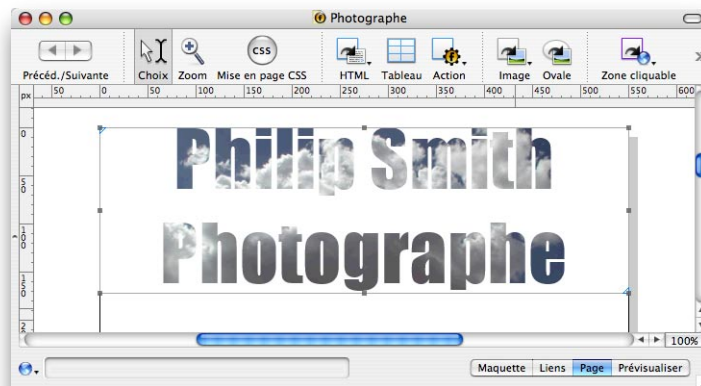 Photographe
Précéd./Suivante Choix Zoom Mise en page CSS HTML Tableau Action Image Ovale Zone cliquable
CSS
px 50 0 50 100 150 200 250 300 350 400 450 500 550 600
0
50
100
150
Philip Smith
Photographe
100%
Maquette Liens Page Prévisualiser